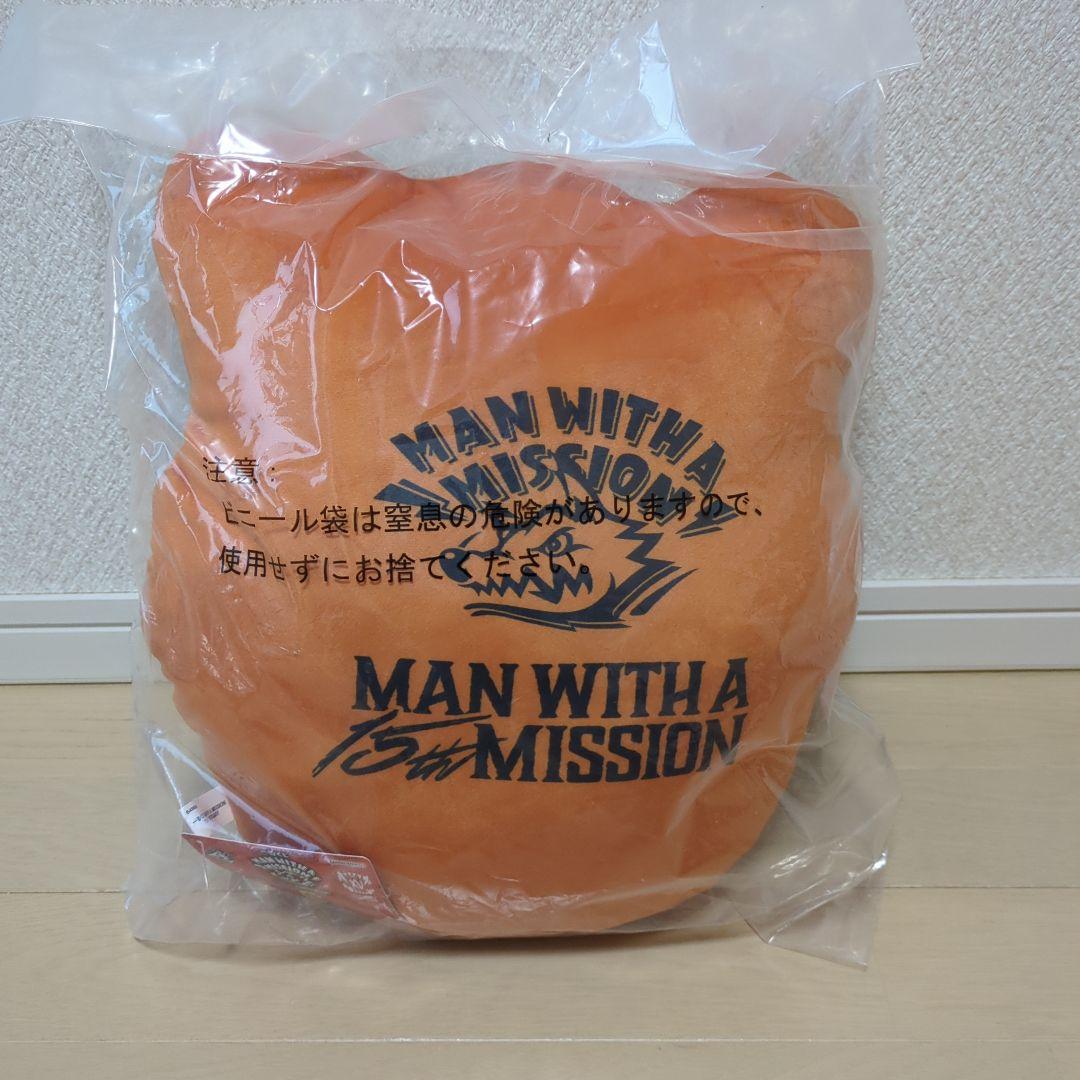 MAN WITH A
MISSION
注意：
ビニール袋は窒息の危険がありますので、
使用せずにお捨てください。
MAN WITH A
15th MISSION